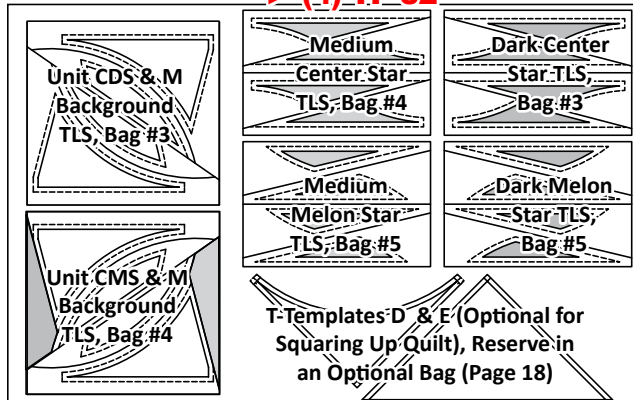 Unit CDS & M
Background
TLS, Bag #3
Medium
Center Star
TLS, Bag #4
Dark Center
Star TLS,
Bag #3
Medium
Melon Star
TLS, Bag #5
Dark Melon
Star TLS,
Bag #5
Unit CMS & M
Background
TLS, Bag #4
T-Templates D & E (Optional for
Squaring Up Quilt), Reserve in
an Optional Bag (Page 18)